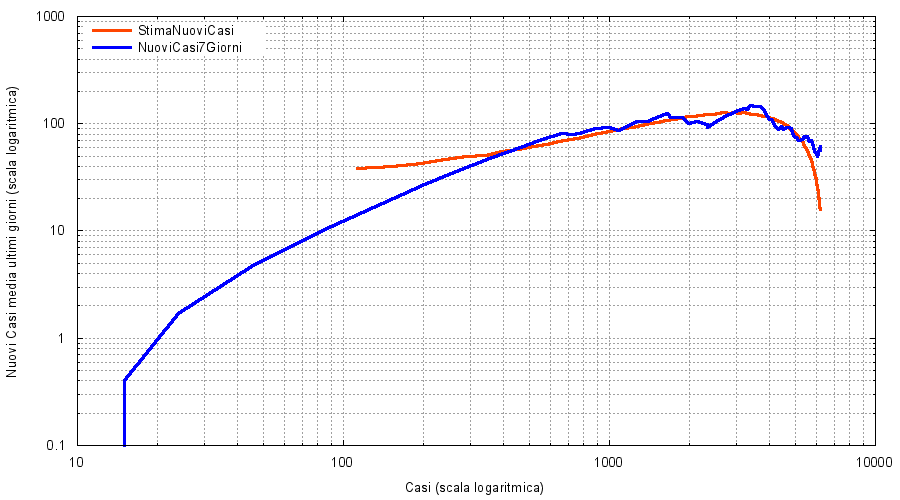 1000
StimaNuoviCasi
NuoviCasi7Giorni
100
10
1
0.1
Nuovi Casi media ultimi giorni (scala logaritmica)
10 100 1000 10000
Casi (scala logaritmica)